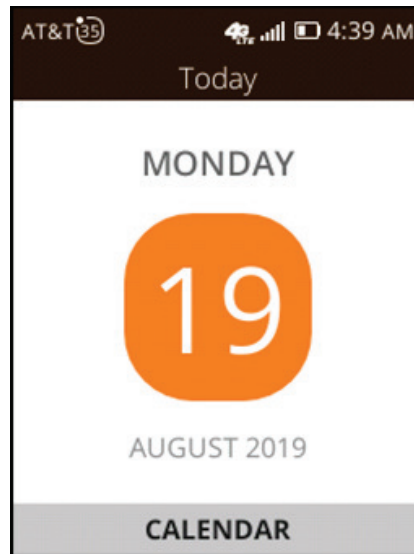 AT&T 35 4G LTE 4:39 AM
Today
MONDAY
19
AUGUST 2019
CALENDAR